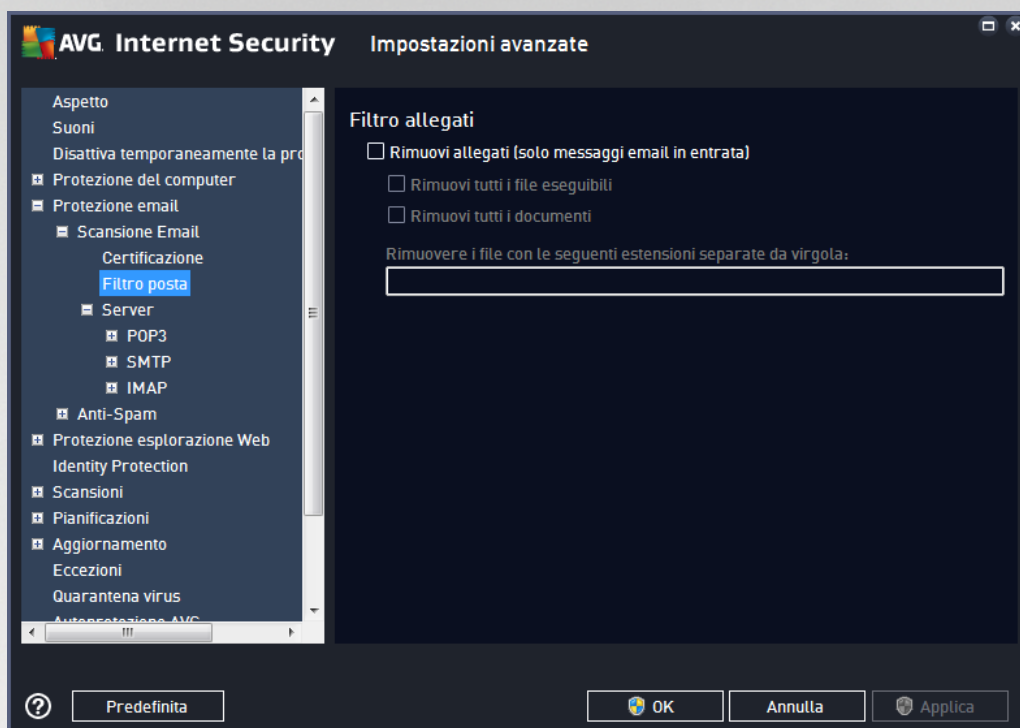 AVG. Internet Security
Impostazioni avanzate
Aspetto
Suoni
Disattiva temporaneamente la pro
Protezione del computer
Protezione email
Scansione Email
Certificazione
Filtro posta
Server
POP3
SMTP
IMAP
Anti-Spam
Protezione esplorazione Web
Identity Protection
Scansioni
Pianificazioni
Aggiornamento
Eccezioni
Quarantena virus
Autoprotezione AVG
Filtro allegati
Rimuovi allegati (solo messaggi email in entrata)
Rimuovi tutti i file eseguibili
Rimuovi tutti i documenti
Rimuovere i file con le seguenti estensioni separate da virgola:
Predefinita
OK
Annulla
Applica